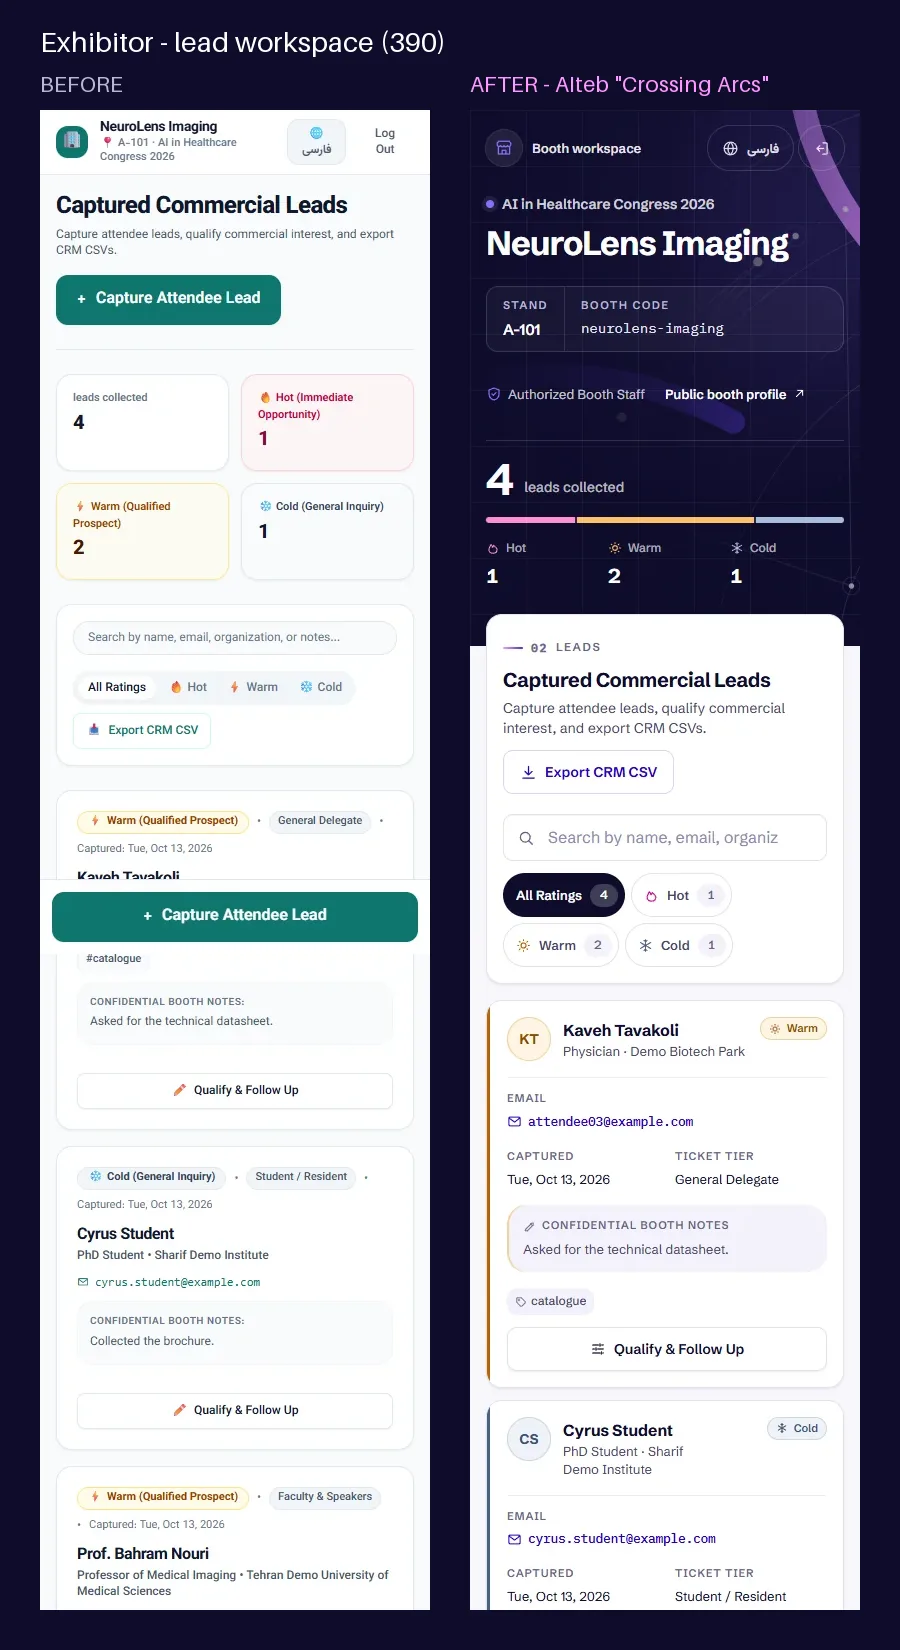 Exhibitor - lead workspace (390)
BEFORE
NeuroLens Imaging
A-101 · AI in Healthcare
Congress 2026
فارسی
Log
Out
Captured Commercial Leads
Capture attendee leads, qualify commercial interest, and export
CRM CSVs.
+ Capture Attendee Lead
leads collected
4
Hot (Immediate
Opportunity)
1
Warm (Qualified
Prospect)
2
Cold (General Inquiry)
1
Search by name, email, organization, or notes...
All Ratings
Hot
Warm
Cold
Export CRM CSV
Warm (Qualified Prospect) • General Delegate •
Captured: Tue, Oct 13, 2026
Kaveh Tavakoli
+ Capture Attendee Lead
#catalogue
CONFIDENTIAL BOOTH NOTES:
Asked for the technical datasheet.
Qualify & Follow Up
Cold (General Inquiry) • Student / Resident •
Captured: Tue, Oct 13, 2026
Cyrus Student
PhD Student • Sharif Demo Institute
cyrus.student@example.com
CONFIDENTIAL BOOTH NOTES:
Collected the brochure.
Qualify & Follow Up
Warm (Qualified Prospect) • Faculty & Speakers
• Captured: Tue, Oct 13, 2026
Prof. Bahram Nouri
Professor of Medical Imaging • Tehran Demo University of
Medical Sciences
AFTER - AIteb "Crossing Arcs"
Booth workspace
فارسی
AI in Healthcare Congress 2026
NeuroLens Imaging
STAND
A-101
BOOTH CODE
neurolens-imaging
Authorized Booth Staff
Public booth profile ↗
4 leads collected
Hot
1
Warm
2
Cold
1
02 LEADS
Captured Commercial Leads
Capture attendee leads, qualify commercial
interest, and export CRM CSVs.
Export CRM CSV
Search by name, email, organiz
All Ratings 4
Hot 1
Warm 2
Cold 1
KT
Kaveh Tavakoli
Physician · Demo Biotech Park
Warm
EMAIL
attendee03@example.com
CAPTURED
Tue, Oct 13, 2026
TICKET TIER
General Delegate
CONFIDENTIAL BOOTH NOTES
Asked for the technical datasheet.
catalogue
Qualify & Follow Up
CS
Cyrus Student
PhD Student · Sharif
Demo Institute
Cold
EMAIL
cyrus.student@example.com
CAPTURED
Tue, Oct 13, 2026
TICKET TIER
Student / Resident